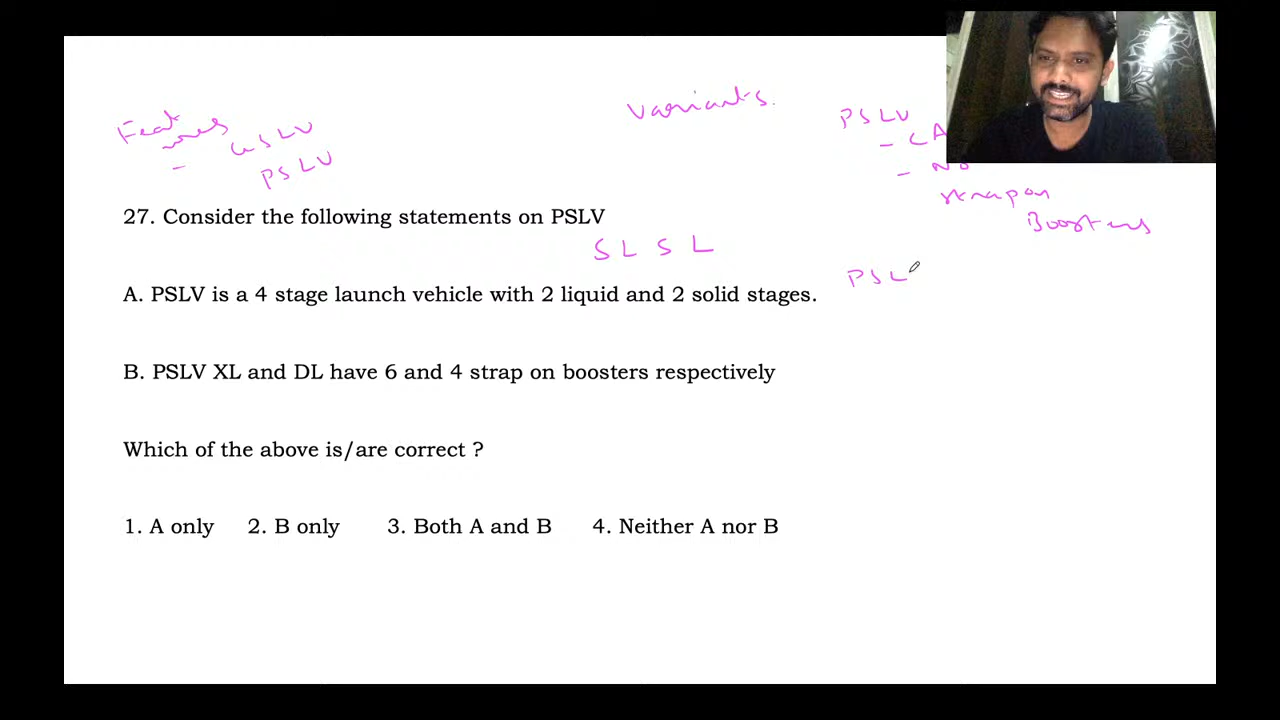 Features
-
GSLV
PSLV
Variants.
PSLV
- CA
- No
strapon
Boosters
27. Consider the following statements on PSLV
S L S L
A. PSLV is a 4 stage launch vehicle with 2 liquid and 2 solid stages.
PSL
B. PSLV XL and DL have 6 and 4 strap on boosters respectively
Which of the above is/are correct ?
1. A only 2. B only 3. Both A and B 4. Neither A nor B